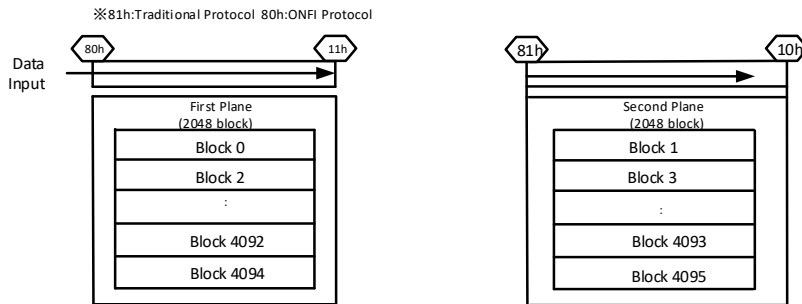 ※81h:Traditional Protocol 80h:ONFI Protocol
80h
11h
Data
Input
First Plane
(2048 block)
Block 0
Block 2
:
Block 4092
Block 4094
81h
10h
Second Plane
(2048 block)
Block 1
Block 3
:
Block 4093
Block 4095